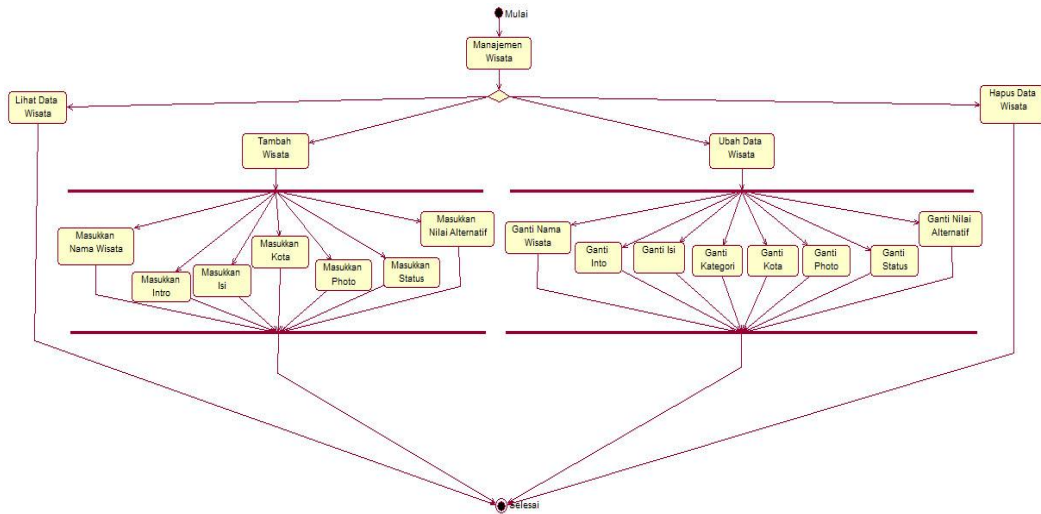 Mulai
Manajemen
Wisata
Lihat Data
Wisata
Hapus Data
Wisata
Tambah
Wisata
Ubah Data
Wisata
Masukkan
Nama Wisata
Masukkan
Intro
Masukkan
Isi
Masukkan
Kota
Masukkan
Photo
Masukkan
Status
Masukkan
Nilai Alternatif
Ganti Nama
Wisata
Ganti
Into
Ganti Isi
Ganti
Kategori
Ganti
Kota
Ganti
Photo
Ganti
Status
Ganti Nilai
Alternatif
Selesai